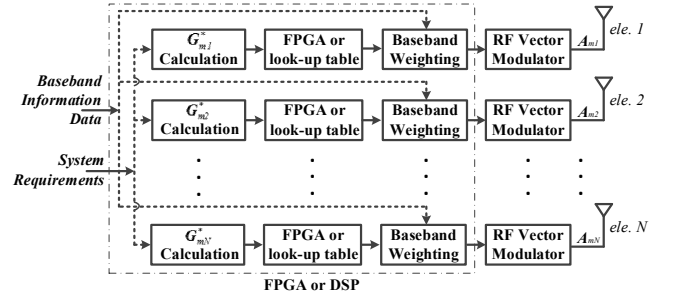 Baseband
Information
Data
System
Requirements
G*m1
Calculation
FPGA or
look-up table
Baseband
Weighting
RF Vector
Modulator
Am1
ele. 1
G*m2
Calculation
FPGA or
look-up table
Baseband
Weighting
RF Vector
Modulator
Am2
ele. 2
G*mN
Calculation
FPGA or
look-up table
Baseband
Weighting
RF Vector
Modulator
AmN
ele. N
FPGA or DSP